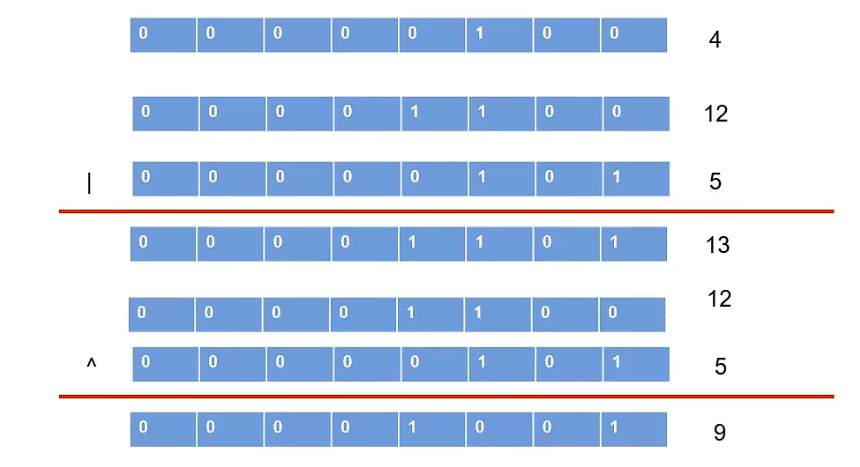 0 0 0 0 0 1 0 0 4
0 0 0 0 1 1 0 0 12
| 0 0 0 0 0 1 0 1 5
0 0 0 0 1 1 0 1 13
0 0 0 0 1 1 0 0 12
^ 0 0 0 0 0 1 0 1 5
0 0 0 0 1 0 0 1 9